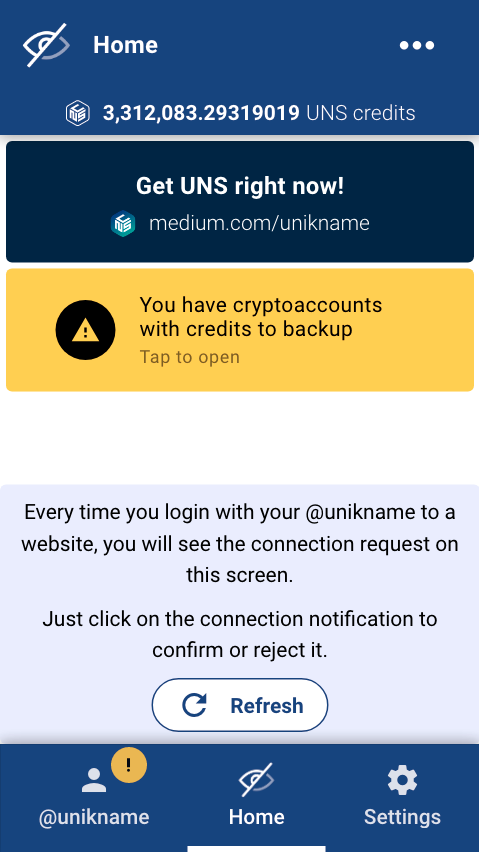 Home
3,312,083.29319019 UNS credits
Get UNS right now!
medium.com/unikname
You have cryptoaccounts
with credits to backup
Tap to open
Every time you login with your @unikname to a
website, you will see the connection request on
this screen.
Just click on the connection notification to
confirm or reject it.
Refresh
!
@unikname
Home
Settings